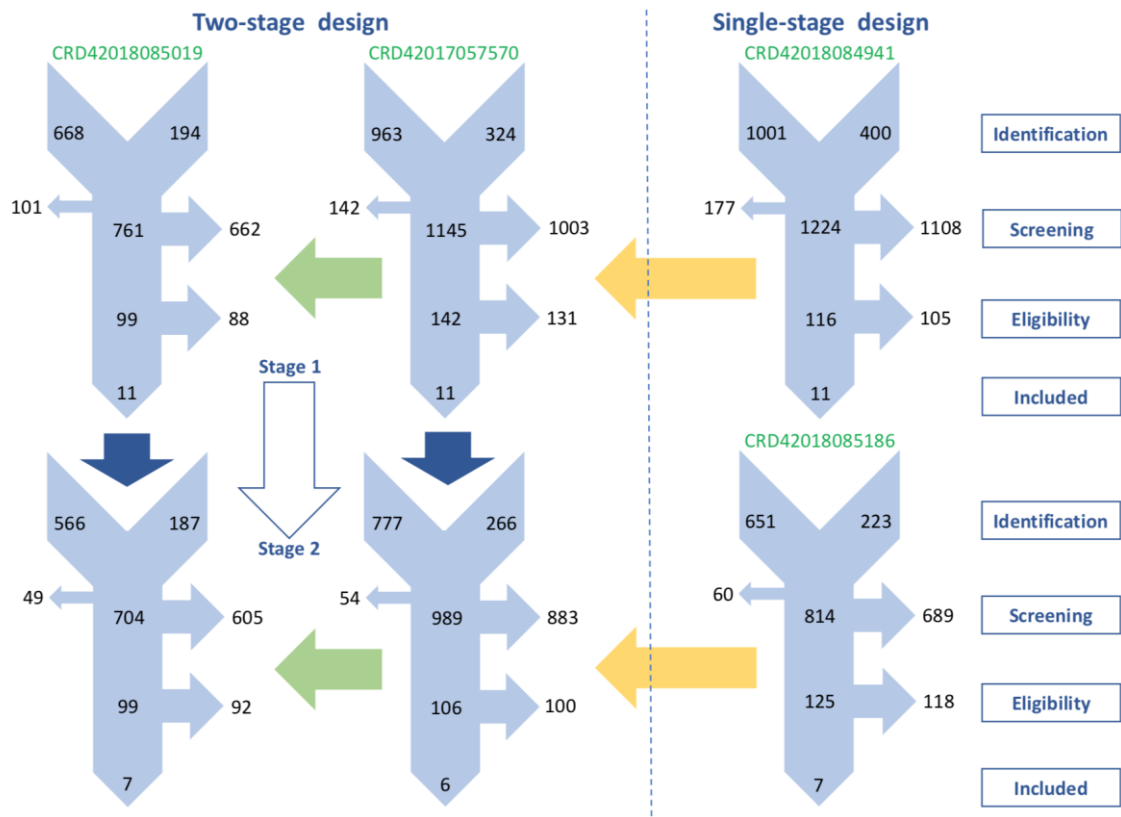 Two-stage design
Single-stage design
CRD42018085019
CRD42017057570
CRD42018084941
668 194
963 324
1001 400
Identification
101
761
662
142
1145
1003
177
1224
1108
Screening
99
88
142
131
116
105
Eligibility
Stage 1
11
11
11
Included
CRD42018085186
566 187
777 266
651 223
Identification
Stage 2
49
704
605
54
989
883
60
814
689
Screening
99
92
106
100
125
118
Eligibility
7
6
7
Included